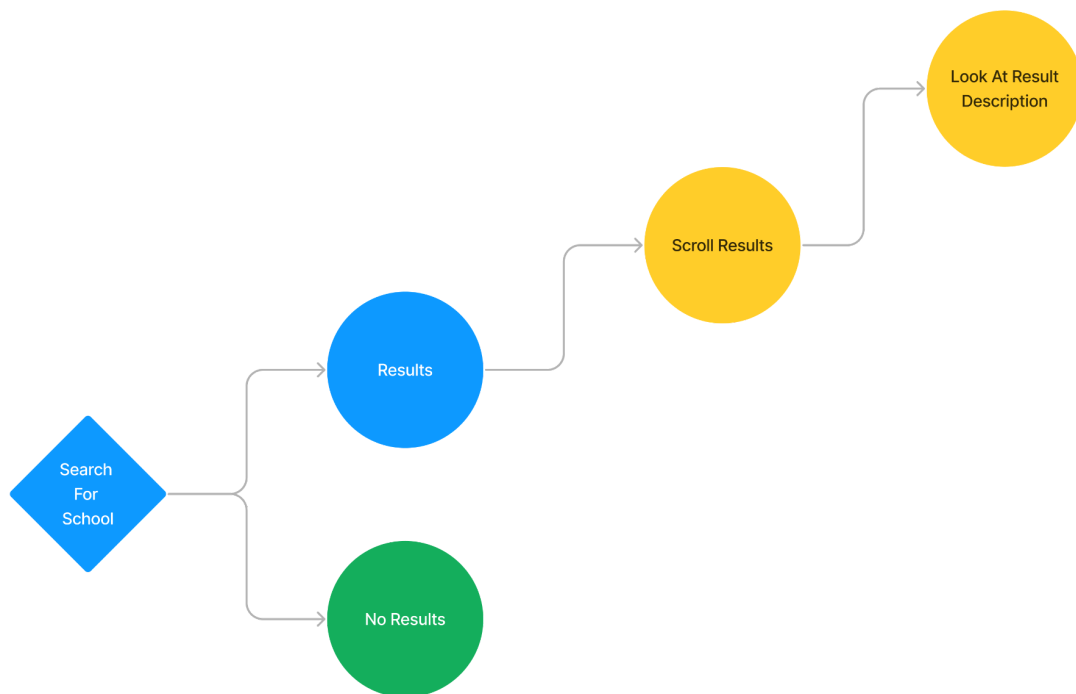 Look At Result
Description
Scroll Results
Results
Search
For
School
No Results